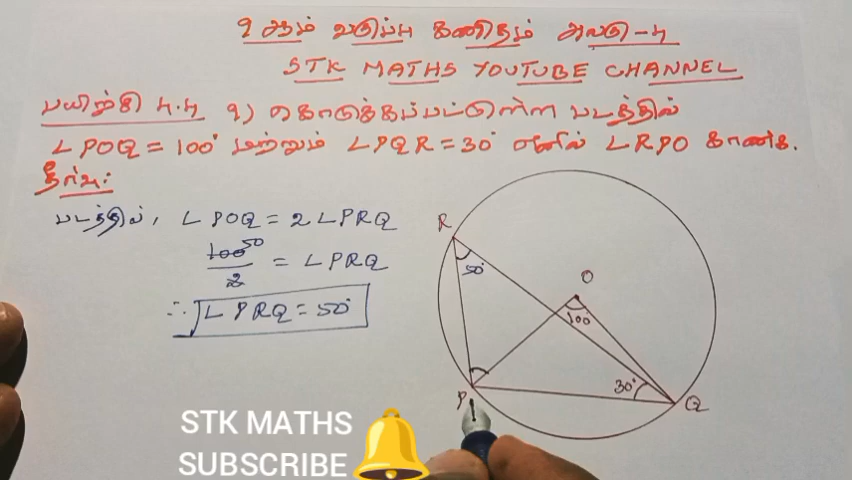 9 ஆம் வகுப்பு கணிதம் அலகு-4
STK MATHS YOUTUBE CHANNEL
பயிற்சி 4.4 9) கொடுக்கப்பட்டுள்ள படத்தில்
∠POQ = 100° மற்றும் ∠PQR = 30° எனில் ∠RPO காண்க.
தீர்வு:
படத்தில், ∠POQ = 2∠PRQ
100 50 / 2 = ∠PRQ
∴ ∠PRQ = 50°
R
50°
O
100°
30°
P
Q
STK MATHS
SUBSCRIBE